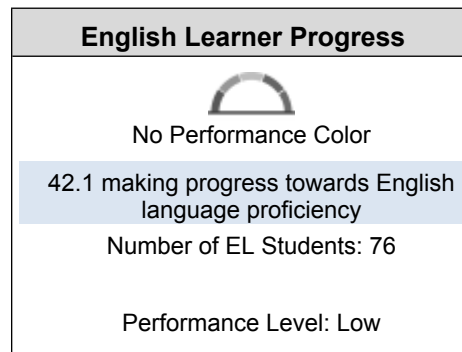 English Learner Progress
No Performance Color
42.1 making progress towards English
language proficiency
Number of EL Students: 76
Performance Level: Low